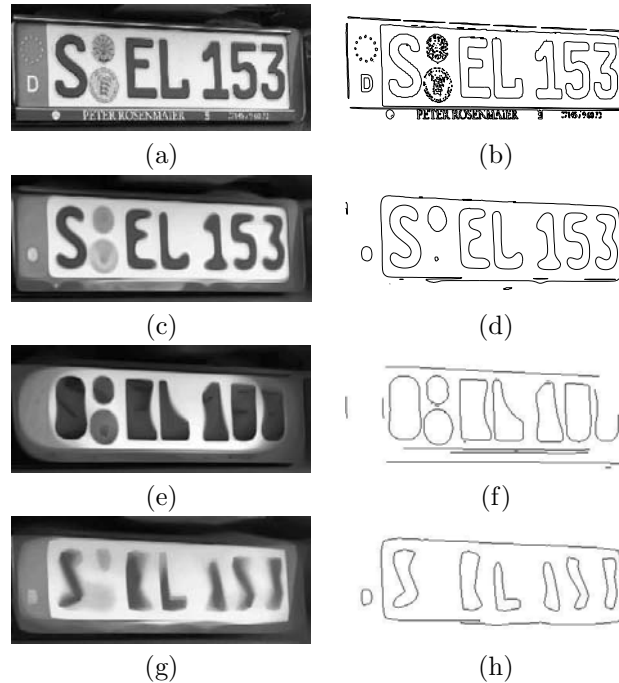 D S EL 153
PETER ROSENMAIER
D S EL 153
PETER ROSENMAIER
(a)
(b)
S EL 153
S EL 153
(c)
(d)
(e)
(f)
(g)
(h)